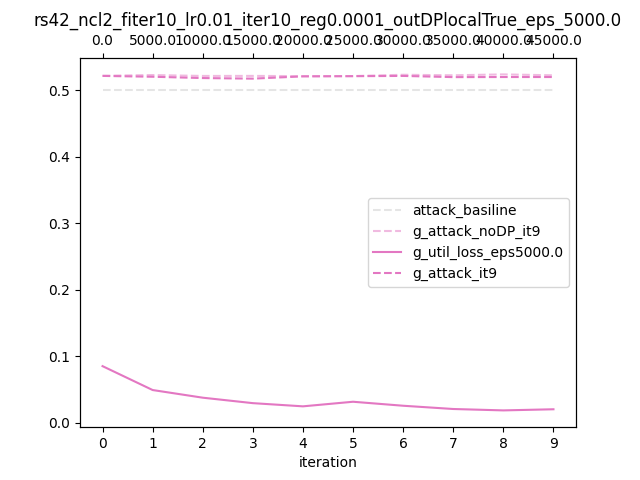 rs42_ncl2_fiter10_lr0.01_iter10_reg0.0001_outDPlocalTrue_eps_5000.0
0.0 5000.0 10000.0 15000.0 20000.0 25000.0 30000.0 35000.0 40000.0 45000.0
0.5
0.4
0.3
0.2
0.1
0.0
attack_basiline
g_attack_noDP_it9
g_util_loss_eps5000.0
g_attack_it9
0 1 2 3 4 5 6 7 8 9
iteration